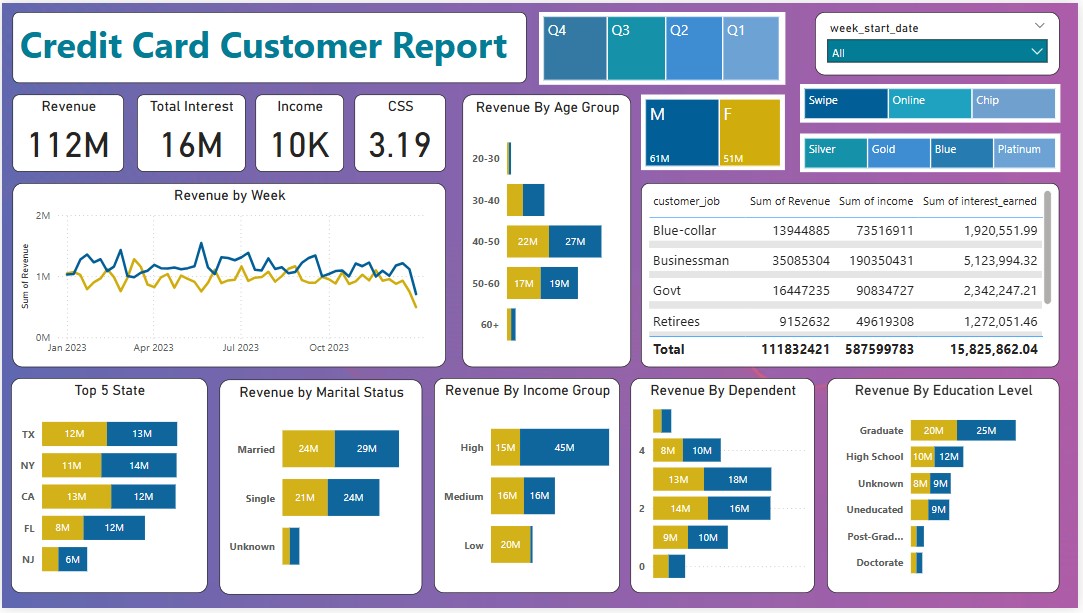 Credit Card Customer Report
Q4 Q3 Q2 Q1
week_start_date
All
Revenue
112M
Total Interest
16M
Income
10K
CSS
3.19
Revenue By Age Group
20-30
30-40
40-50 22M 27M
50-60 17M 19M
60+
M F
61M 51M
Swipe Online Chip
Silver Gold Blue Platinum
Revenue by Week
Sum of Revenue
2M
1M
0M
Jan 2023 Apr 2023 Jul 2023 Oct 2023
customer_job Sum of Revenue Sum of income Sum of interest_earned
Blue-collar 13944885 73516911 1,920,551.99
Businessman 35085304 190350431 5,123,994.32
Govt 16447235 90834727 2,342,247.21
Retirees 9152632 49619308 1,272,051.46
Total 111832421 587599783 15,825,862.04
Top 5 State
TX 12M 13M
NY 11M 14M
CA 13M 12M
FL 8M 12M
NJ 6M
Revenue by Marital Status
Married 24M 29M
Single 21M 24M
Unknown
Revenue By Income Group
High 15M 45M
Medium 16M 16M
Low 20M
Revenue By Dependent
4 8M 10M
13M 18M
2 14M 16M
9M 10M
0
Revenue By Education Level
Graduate 20M 25M
High School 10M 12M
Unknown 8M 9M
Uneducated 9M
Post-Grad...
Doctorate